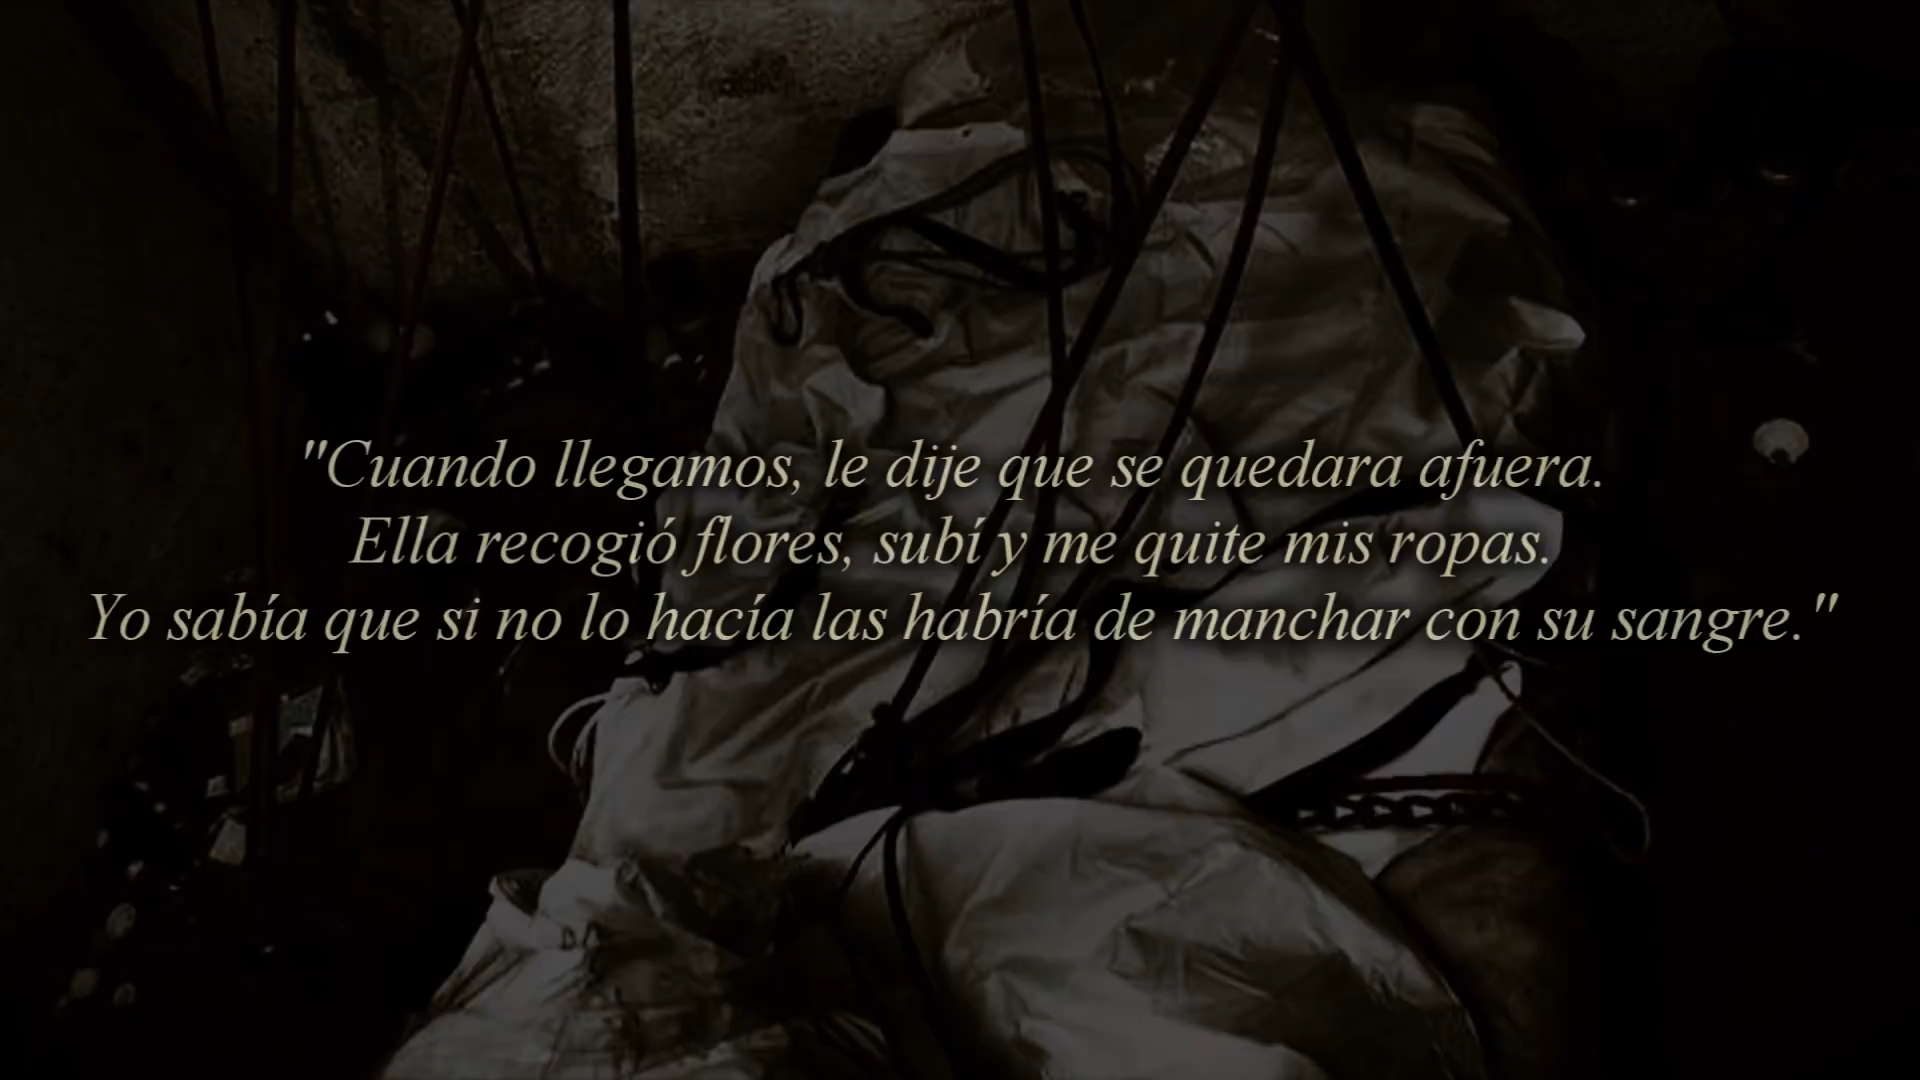 "Cuando llegamos, le dije que se quedara afuera.
Ella recogió flores, subí y me quite mis ropas.
Yo sabía que si no lo hacía las habría de manchar con su sangre."